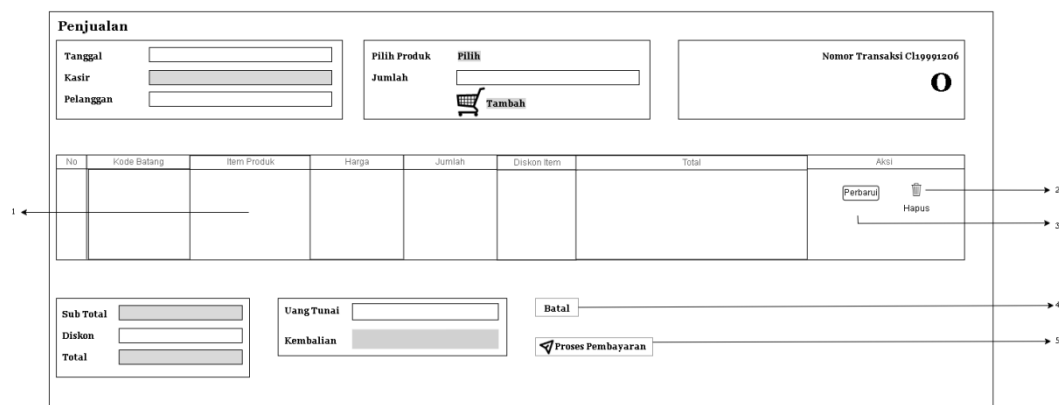 Penjualan
Tanggal
Kasir
Pelanggan
Pilih Produk Pilih
Jumlah
Tambah
Nomor Transaksi Cl19991206
0
No Kode Batang Item Produk Harga Jumlah Diskon Item Total Aksi
Perbarui
Hapus
1
2
3
Sub Total
Diskon
Total
Uang Tunai
Kembalian
Batal
4
Proses Pembayaran
5